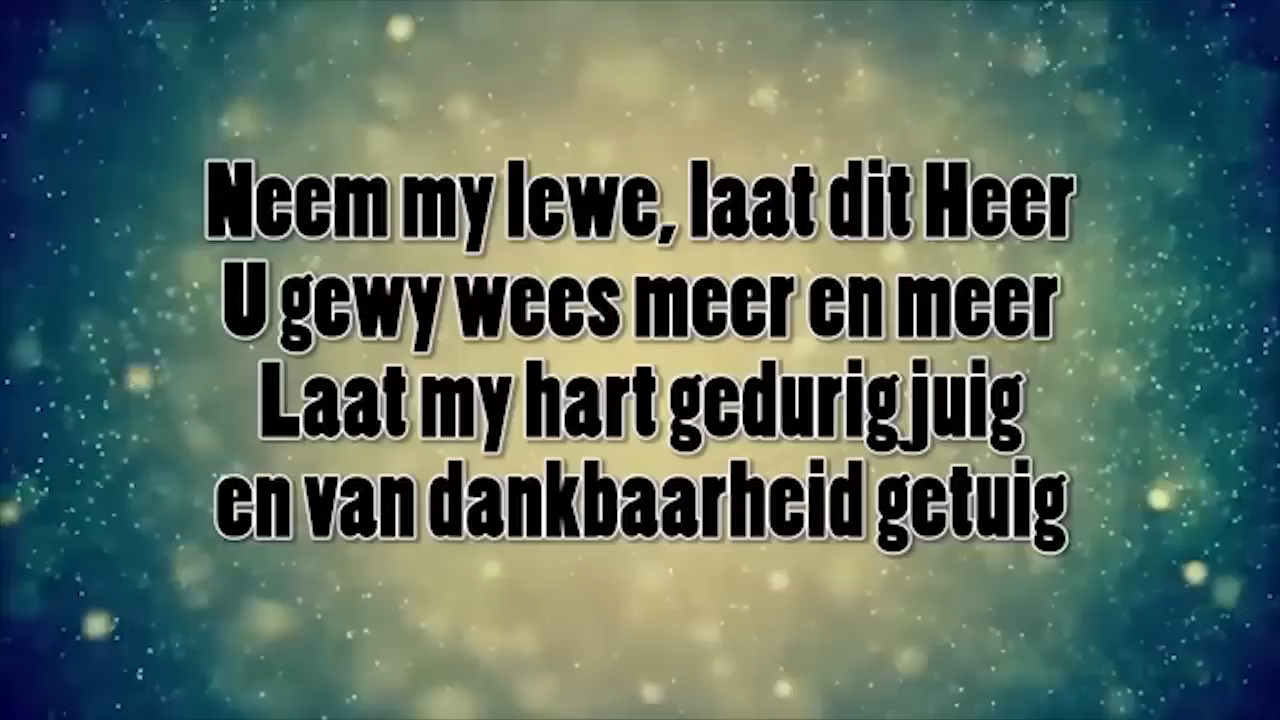 Neem my lewe, laat dit Heer
U gewy wees meer en meer
Laat my hart gedurig juig
en van dankbaarheid getuig